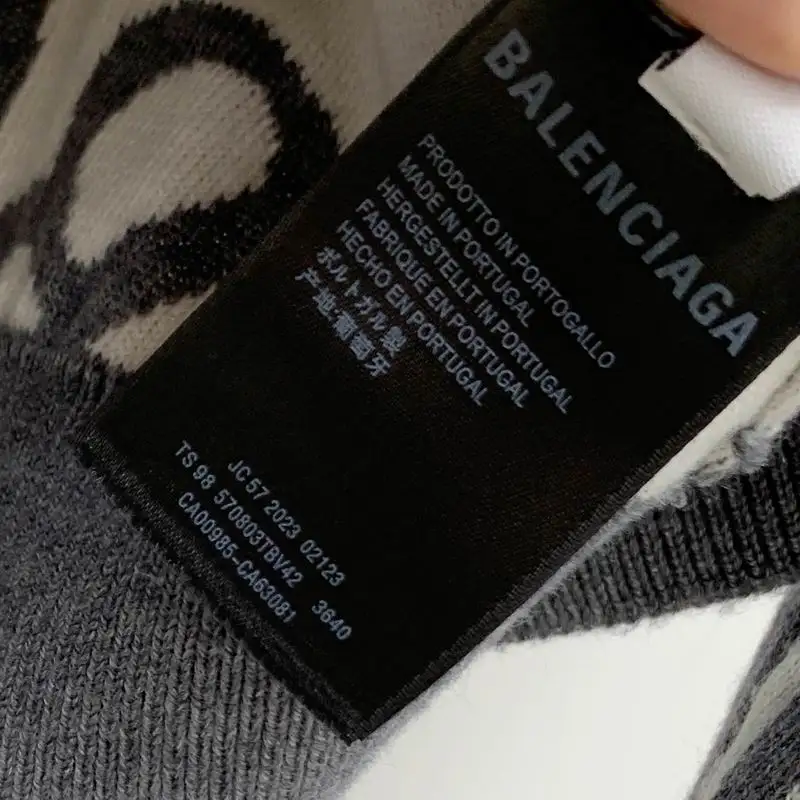 BALENCIAGA
PRODOTTO IN PORTOGALLO
MADE IN PORTUGAL
HERGESTELLT IN PORTUGAL
FABRIQUE EN PORTUGAL
HECHO EN PORTUGAL
ポルトガル製
产地:葡萄牙
JC 57 2023 02123
TS 98 570803TBV42 3640
CA00985-CA63081